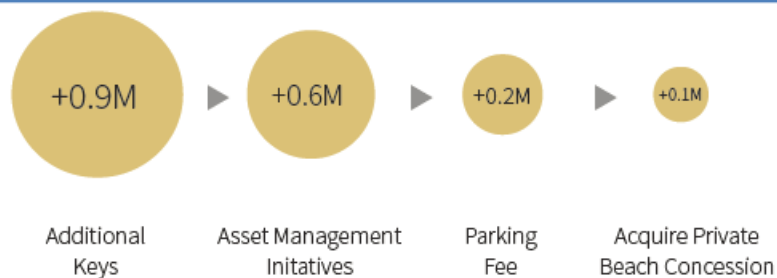 +0.9M
+0.6M
+0.2M
+0.1M
Additional
Keys
Asset Management
Initatives
Parking
Fee
Acquire Private
Beach Concession